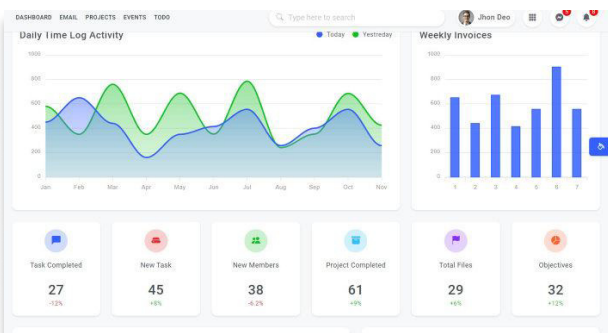 DASHBOARD EMAIL PROJECTS EVENTS TODO
Type here to search
Jhon Deo
Daily Time Log Activity
Today
Yestreday
1000
800
600
400
200
0
Jan Feb Mar Apr May Jun Jul Aug Sep Oct Nov
Weekly Invoices
1000
800
600
400
200
0
1 2 3 4 5 6 7
Task Completed
27
-12%
New Task
45
+8%
New Members
38
-6.2%
Project Completed
61
+9%
Total Files
29
+6%
Objectives
32
+12%